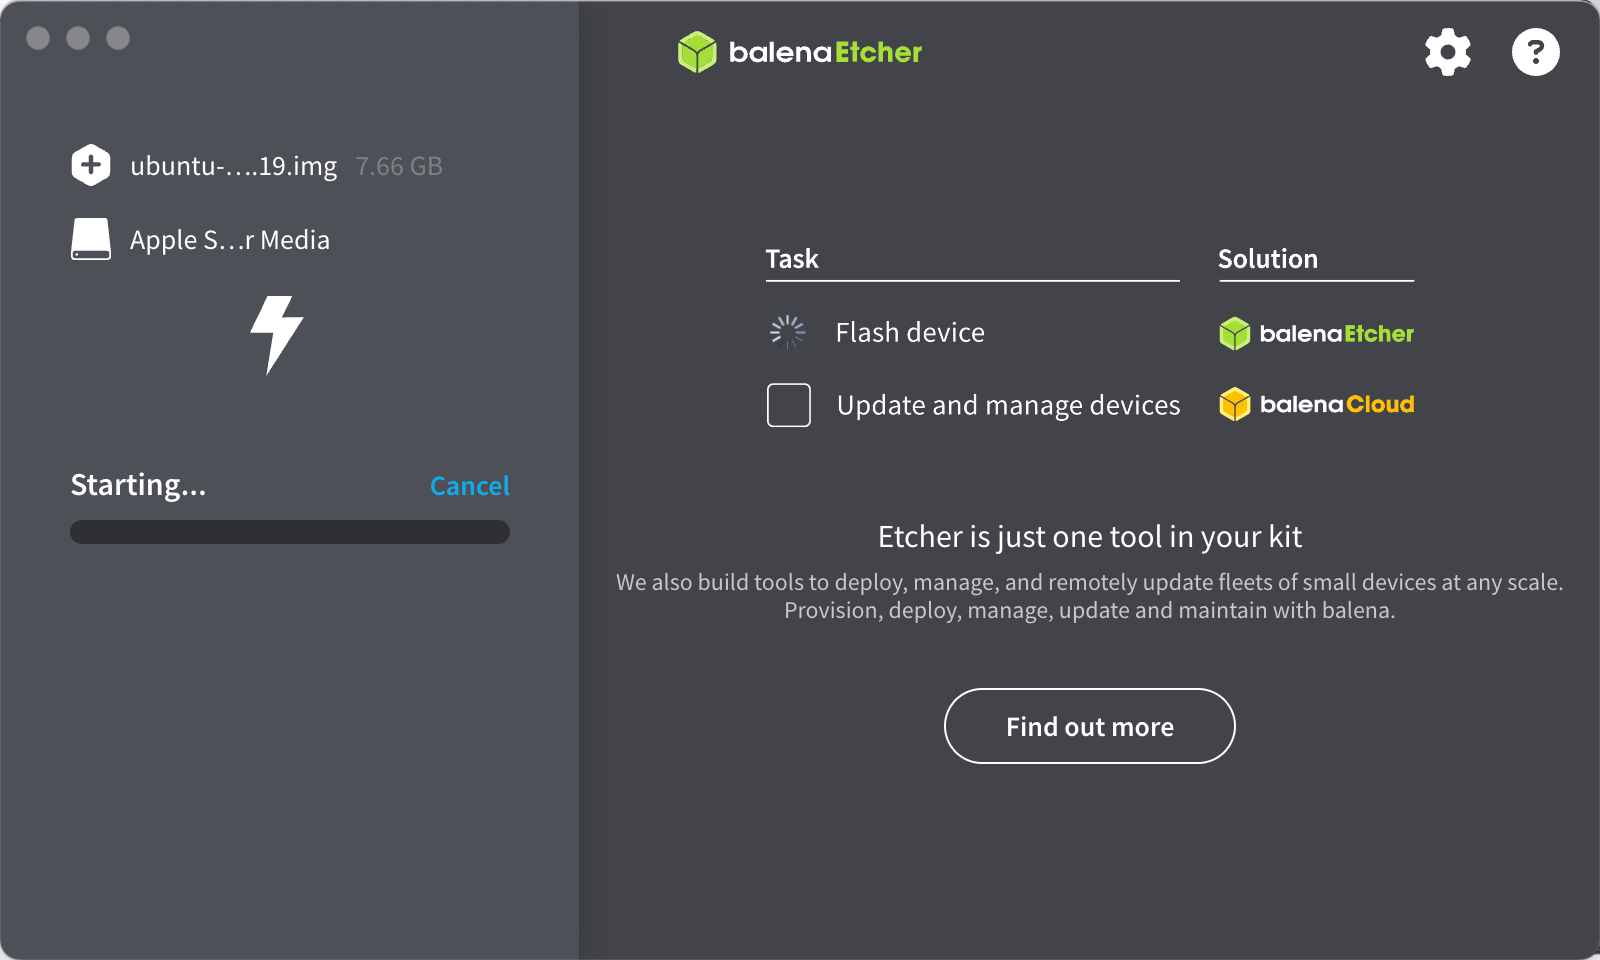 balenaEtcher
ubuntu-....19.img 7.66 GB
Apple S...r Media
Starting...
Cancel
Task
Solution
Flash device
balenaEtcher
Update and manage devices
balenaCloud
Etcher is just one tool in your kit
We also build tools to deploy, manage, and remotely update fleets of small devices at any scale.
Provision, deploy, manage, update and maintain with balena.
Find out more